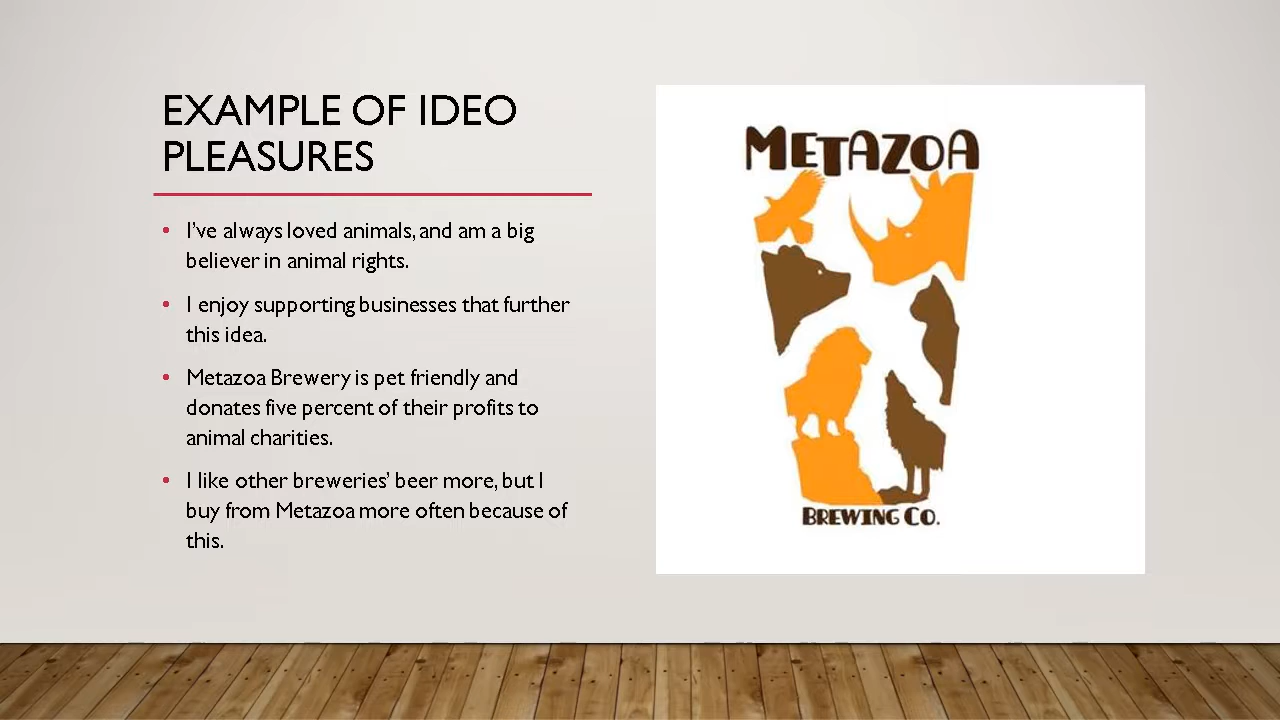 EXAMPLE OF IDEO
PLEASURES
• I've always loved animals, and am a big
believer in animal rights.
• I enjoy supporting businesses that further
this idea.
• Metazoa Brewery is pet friendly and
donates five percent of their profits to
animal charities.
• I like other breweries' beer more, but I
buy from Metazoa more often because of
this.
METAZOA
BREWING CO.